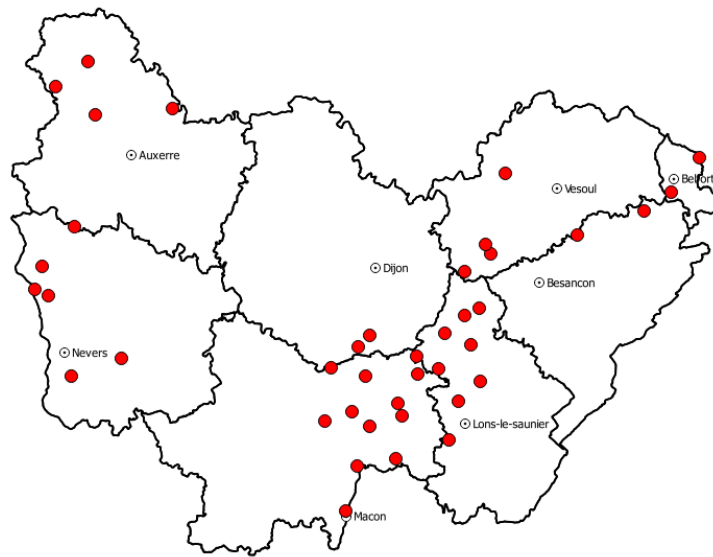 Auxerre
Belfort
Vesoul
Dijon
Besancon
Nevers
Lons-le-saunier
Macon